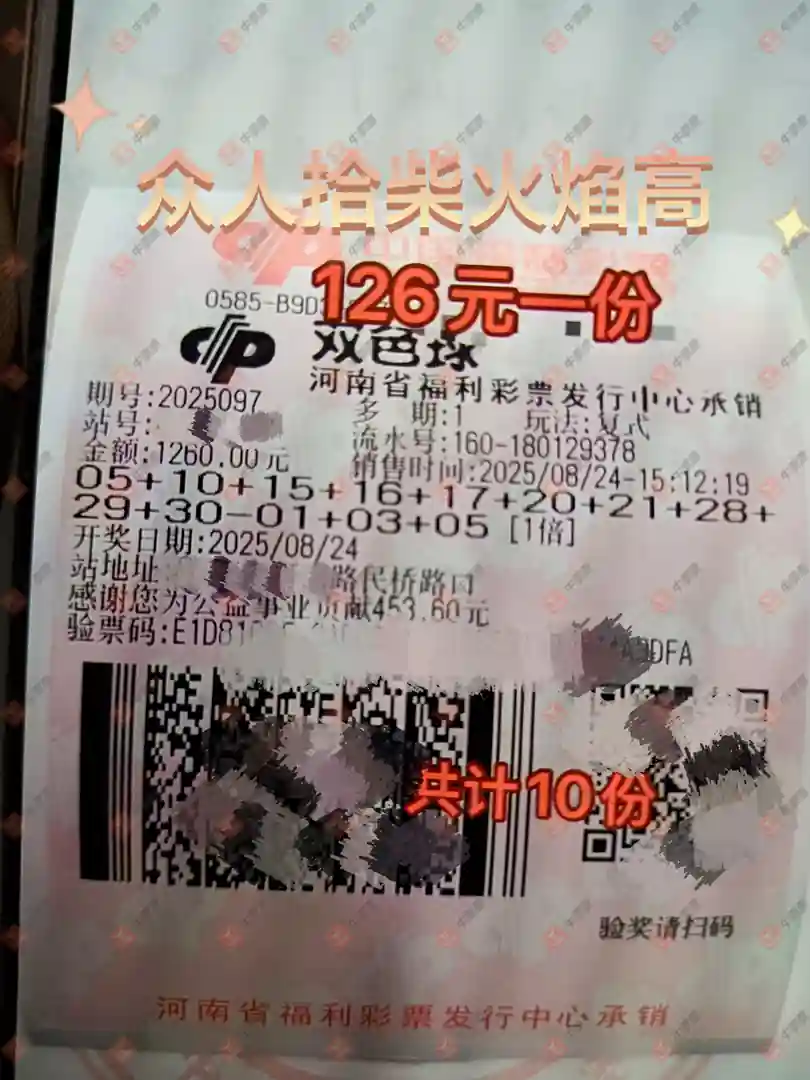 众人拾柴火焰高
126元一份
0585-B9D
双色球
河南省福利彩票发行中心承销
期号:2025097 多 期:1 玩法:复式
站号: 流水号:160-180129378
金额:1260.00元 销售时间:2025/08/24-15:12:19
05+10+15+16+17+20+21+28+
29+30-01+03+05 [1倍]
开奖日期:2025/08/24
站地址: 路民桥路口
感谢您为公益事业贡献453.60元
验票码:E1D81 A9DFA
共计10份
验奖请扫码
河南省福利彩票发行中心承销